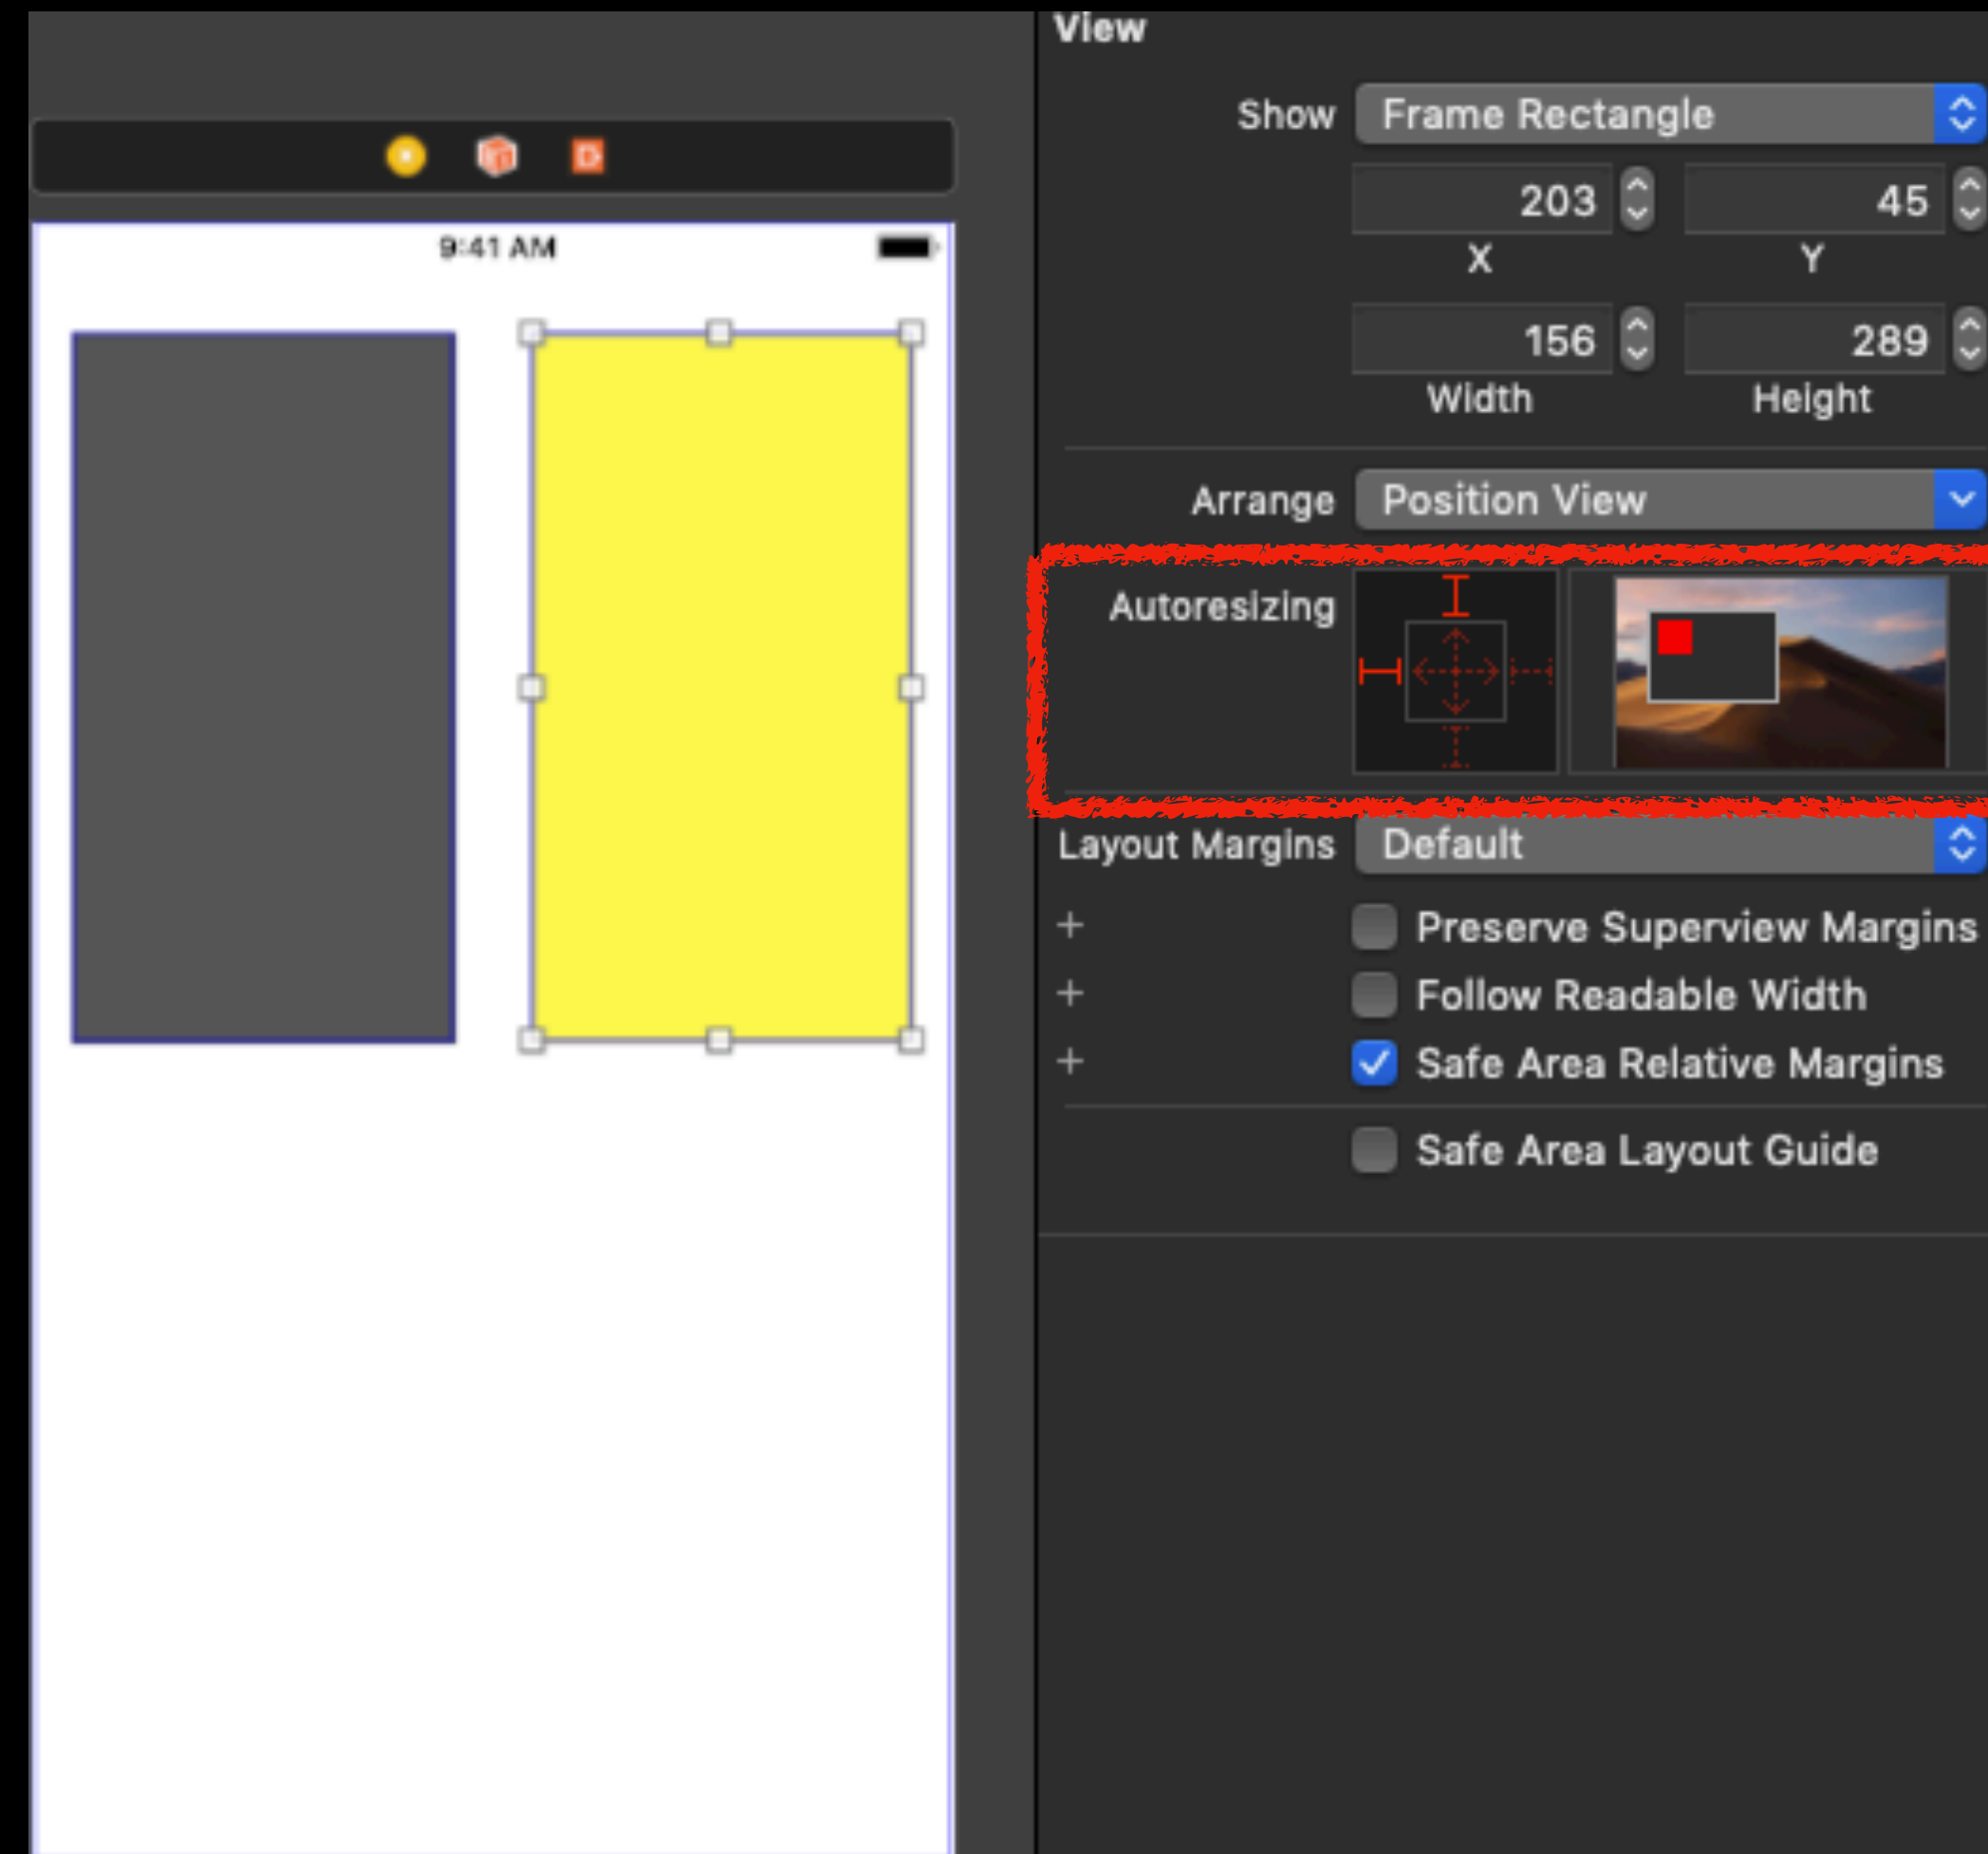 View
Show Frame Rectangle
9:41 AM
203 45
X Y
156 289
Width Height
Arrange Position View
Autoresizing
Layout Margins Default
+ Preserve Superview Margins
+ Follow Readable Width
+ Safe Area Relative Margins
Safe Area Layout Guide